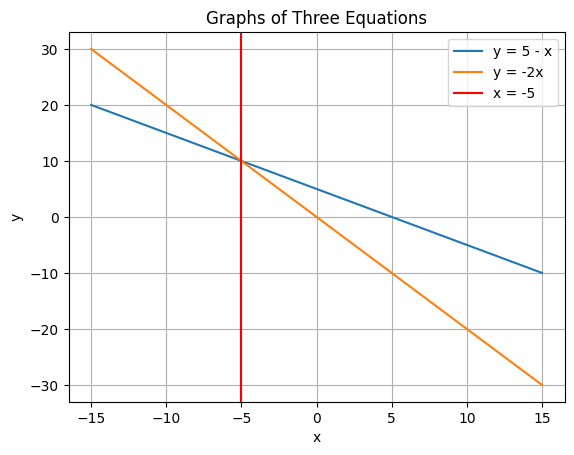 Graphs of Three Equations
y = 5 - x
y = -2x
x = -5
30
20
10
0
−10
−20
−30
y
−15 −10 −5 0 5 10 15
x